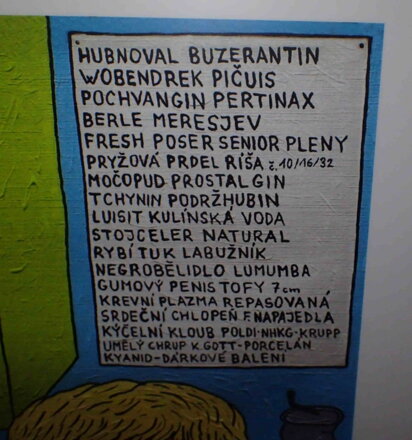 HUBNOVAL BUZERANTIN
WOBENDREK PIČUIS
POCHVANGIN PERTINAX
BERLE MERESJEV
FRESH POSER SENIOR PLENY
PRYŽOVÁ PRDEL RÍŠA č.10/16/32
MOČOPUD PROSTALGIN
TCHYNIN PODRŽHUBIN
LUISIT KULÍNSKÁ VODA
STOJCELER NATURAL
RYBÍ TUK LABUŽNÍK
NEGROBĚLIDLO LUMUMBA
GUMOVÝ PENIS TOFY 7cm
KREVNÍ PLAZMA REPASOVANÁ
SRDEČNÍ CHLOPEŇ F. NAPAJEDLA
KYČELNÍ KLOUB POLDI-NHKG-KRUPP
UMĚLÝ CHRUP K. GOTT-PORCELÁN
KYANID-DÁRKOVÉ BALENÍ